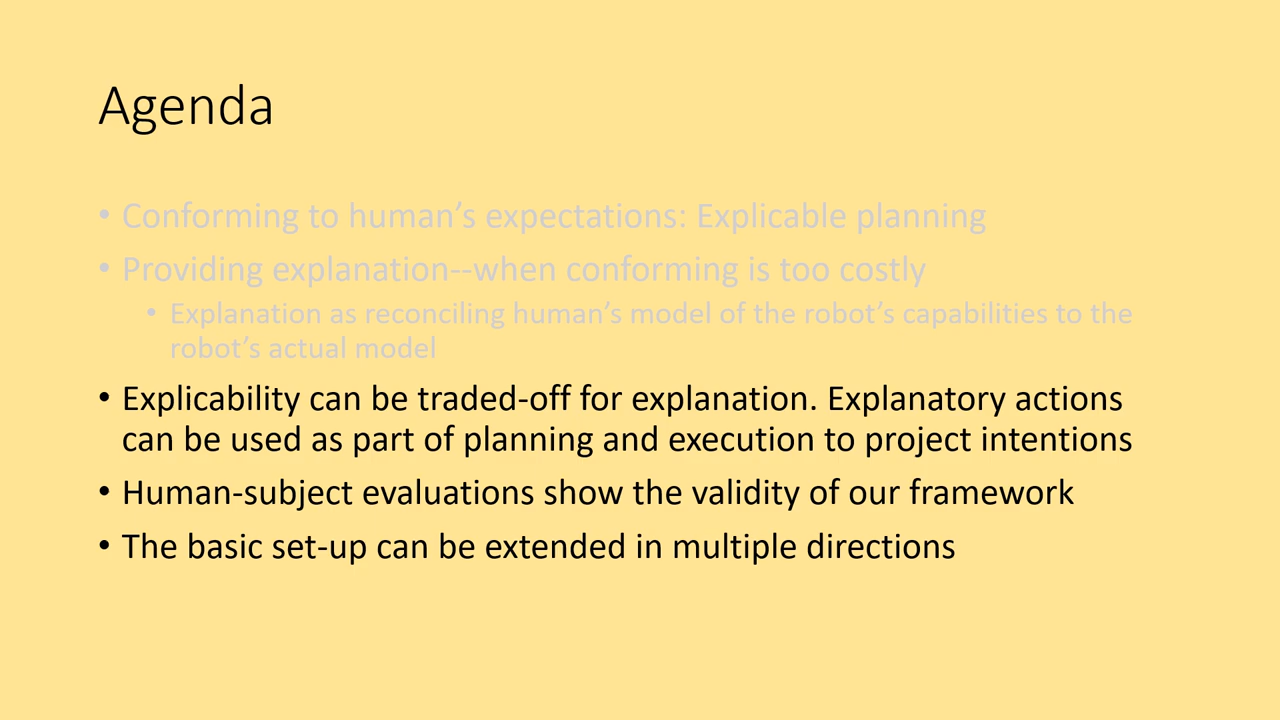 Agenda
• Conforming to human’s expectations: Explicable planning
• Providing explanation--when conforming is too costly
• Explanation as reconciling human’s model of the robot’s capabilities to the
robot’s actual model
• Explicability can be traded-off for explanation. Explanatory actions
can be used as part of planning and execution to project intentions
• Human-subject evaluations show the validity of our framework
• The basic set-up can be extended in multiple directions